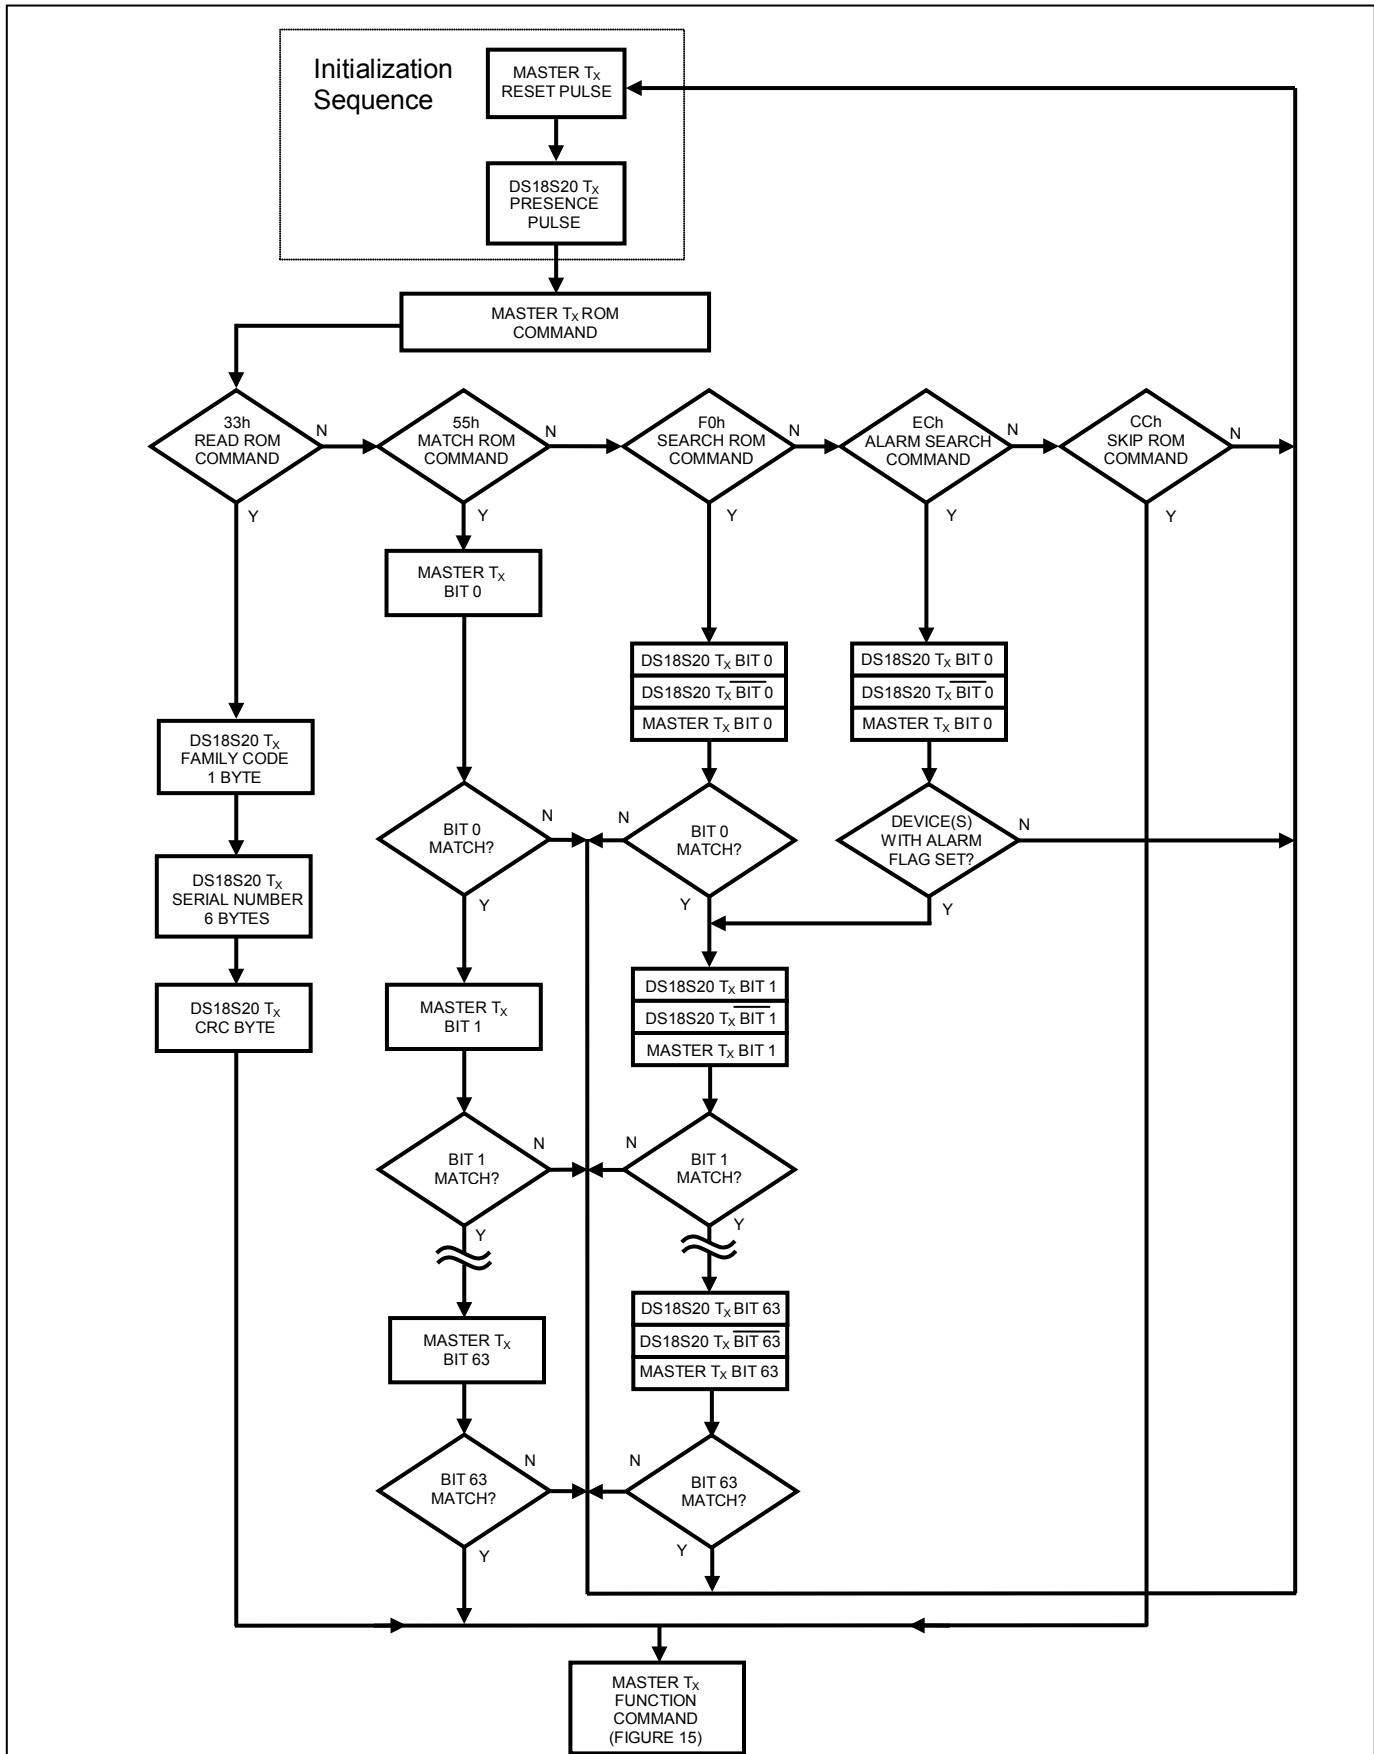 Initialization
Sequence
MASTER TX
RESET PULSE
DS18S20 TX
PRESENCE
PULSE
MASTER TX ROM
COMMAND
33h
READ ROM
COMMAND
N
Y
55h
MATCH ROM
COMMAND
N
Y
F0h
SEARCH ROM
COMMAND
N
Y
ECh
ALARM SEARCH
COMMAND
N
Y
CCh
SKIP ROM
COMMAND
N
Y
MASTER TX
BIT 0
DS18S20 TX BIT 0
DS18S20 TX BIT 0
MASTER TX BIT 0
DS18S20 TX BIT 0
DS18S20 TX BIT 0
MASTER TX BIT 0
DS18S20 TX
FAMILY CODE
1 BYTE
BIT 0
MATCH?
N
Y
N
BIT 0
MATCH?
Y
DEVICE(S)
WITH ALARM
FLAG SET?
N
Y
DS18S20 TX
SERIAL NUMBER
6 BYTES
DS18S20 TX
CRC BYTE
MASTER TX
BIT 1
DS18S20 TX BIT 1
DS18S20 TX BIT 1
MASTER TX BIT 1
BIT 1
MATCH?
N
Y
N
BIT 1
MATCH?
Y
MASTER TX
BIT 63
DS18S20 TX BIT 63
DS18S20 TX BIT 63
MASTER TX BIT 63
BIT 63
MATCH?
N
Y
N
BIT 63
MATCH?
Y
MASTER TX
FUNCTION
COMMAND
(FIGURE 15)